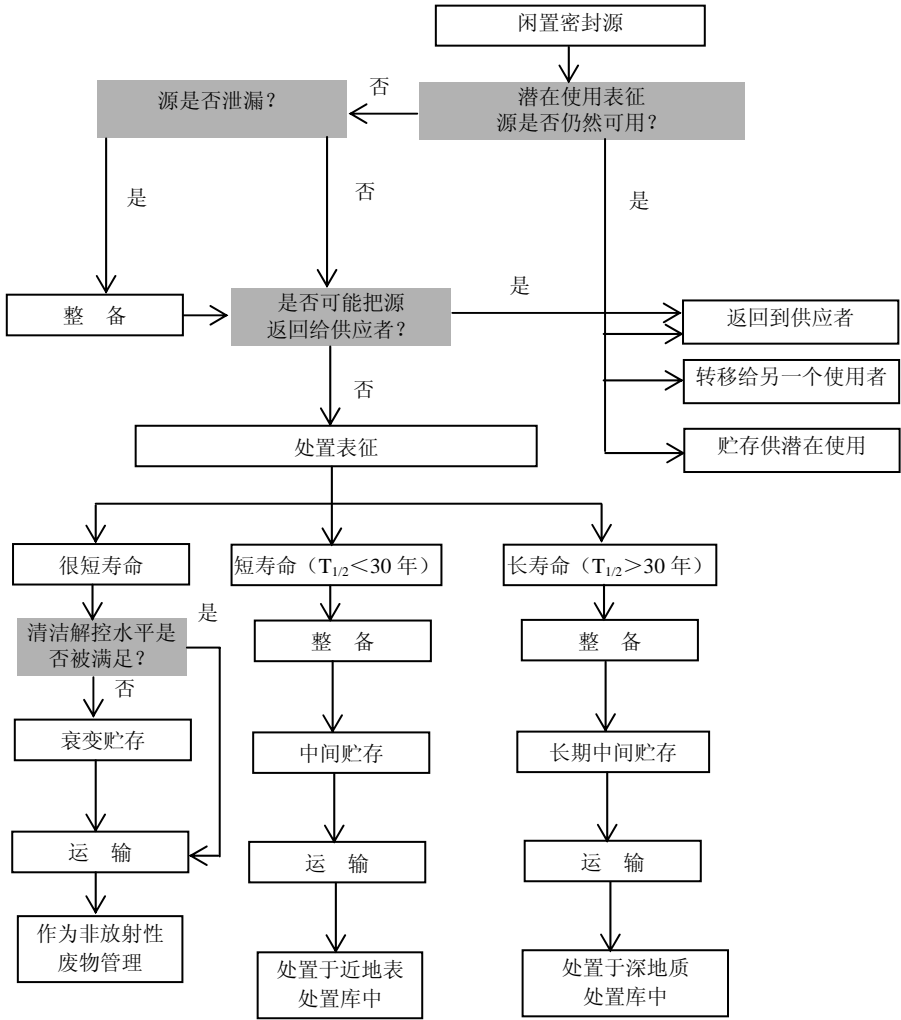 闲置密封源
否
源是否泄漏？
潜在使用表征
源是否仍然可用？
是
否
是
是
整 备
是否可能把源
返回给供应者？
返回到供应者
转移给另一个使用者
否
处置表征
贮存供潜在使用
很短寿命
短寿命（T1/2＜30 年）
长寿命（T1/2＞30 年）
是
清洁解控水平是
否被满足？
整 备
整 备
否
衰变贮存
中间贮存
长期中间贮存
运 输
运 输
运 输
作为非放射性
废物管理
处置于近地表
处置库中
处置于深地质
处置库中